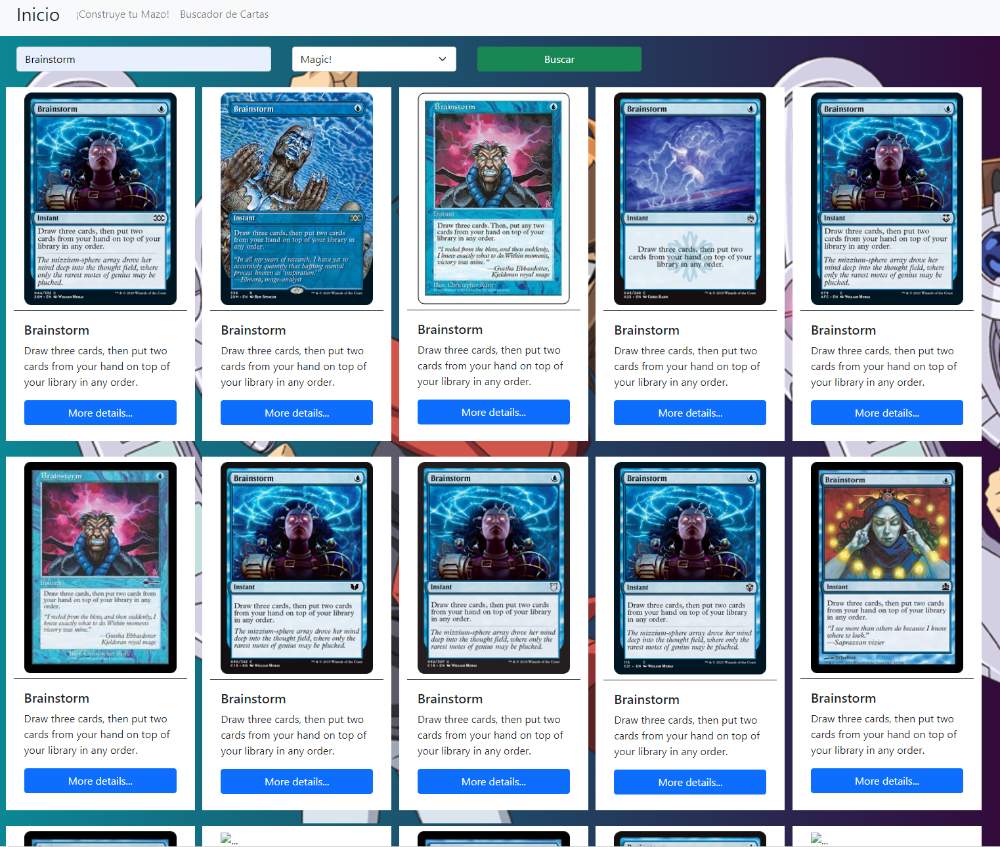 Inicio ¡Construye tu Mazo! Buscador de Cartas
Brainstorm Magic! Buscar
Brainstorm
Instant
Draw three cards, then put two
cards from your hand on top of your
library in any order.
The mizzium-sphere array drove her
mind deep into the thought field, where
only the rarest motes of genius may be
plucked.
044/332 C ™ & © 2020 Wizards of the Coast
2XM • EN Willian Murai
Brainstorm
Draw three cards, then put two
cards from your hand on top of
your library in any order.
More details...
Brainstorm
Instant
Draw three cards, then put two cards
from your hand on top of your library in
any order.
"In all my years of research, I have yet to
accurately quantify that baffling mental
process known as 'inspiration.'"
—Elmora, mage-analyst
338 R ™ & © 2020 Wizards of the Coast
2XM • EN Ron Spencer
Brainstorm
Draw three cards, then put two
cards from your hand on top of
your library in any order.
More details...
Brainstorm
Instant
Draw three cards. Then, put any two
cards from your hand on top of your
library in any order.
"I reeled from the blow, and then suddenly,
I knew exactly what to do. Within moments,
victory was mine."
—Gustha Ebbasdotter,
Kjeldoran royal mage
Illus. Christopher Rush
Brainstorm
Draw three cards, then put two
cards from your hand on top of
your library in any order.
More details...
Brainstorm
Instant
Draw three cards, then put two
cards from your hand on top of your
library in any order.
046/249 C ™ & © 2018 Wizards of the Coast
A25 • EN Chris Rahn
Brainstorm
Draw three cards, then put two
cards from your hand on top of
your library in any order.
More details...
Brainstorm
Instant
Draw three cards, then put two
cards from your hand on top of your
library in any order.
The mizzium-sphere array drove her
mind deep into the thought field, where
only the rarest motes of genius may be
plucked.
079 C ™ & © 2021 Wizards of the Coast
AFC • EN Willian Murai
Brainstorm
Draw three cards, then put two
cards from your hand on top of
your library in any order.
More details...
Brainstorm
Instant
Draw three cards, then put two cards from
your hand on top of your library in any
order.
"I reeled from the blow, and then suddenly, I
knew exactly what to do. Within moments
victory was mine."
—Gustha Ebbasdotter
Kjeldoran royal mage
Illus. Christopher Rush
Brainstorm
Draw three cards, then put two
cards from your hand on top of
your library in any order.
More details...
Brainstorm
Instant
Draw three cards, then put two cards
from your hand on top of your library
in any order.
The mizzium-sphere array drove her mind
deep into the thought field, where only the
rarest motes of genius may be plucked.
090/342 C ™ & © 2015 Wizards of the Coast
C15 • EN Willian Murai
Brainstorm
Draw three cards, then put two
cards from your hand on top of
your library in any order.
More details...
Brainstorm
Instant
Draw three cards, then put two cards
from your hand on top of your library
in any order.
The mizzium-sphere array drove her mind
deep into the thought field, where only the
rarest motes of genius may be plucked.
082/307 U ™ & © 2018 Wizards of the Coast
C18 • EN Willian Murai
Brainstorm
Draw three cards, then put two
cards from your hand on top of
your library in any order.
More details...
Brainstorm
Instant
Draw three cards, then put two cards
from your hand on top of your library
in any order.
The mizzium-sphere array drove her mind
deep into the thought field, where only the
rarest motes of genius may be plucked.
115 C ™ & © 2021 Wizards of the Coast
C21 • EN Willian Murai
Brainstorm
Draw three cards, then put two
cards from your hand on top of
your library in any order.
More details...
Brainstorm
Instant
Draw three cards, then put two
cards from your hand on top of your library
in any order.
"I see more than others do because I know
where to look."
—Saprazzan vizier
DiTerlizzi
Brainstorm
Draw three cards, then put two
cards from your hand on top of
your library in any order.
More details...
... Brainstorm ...